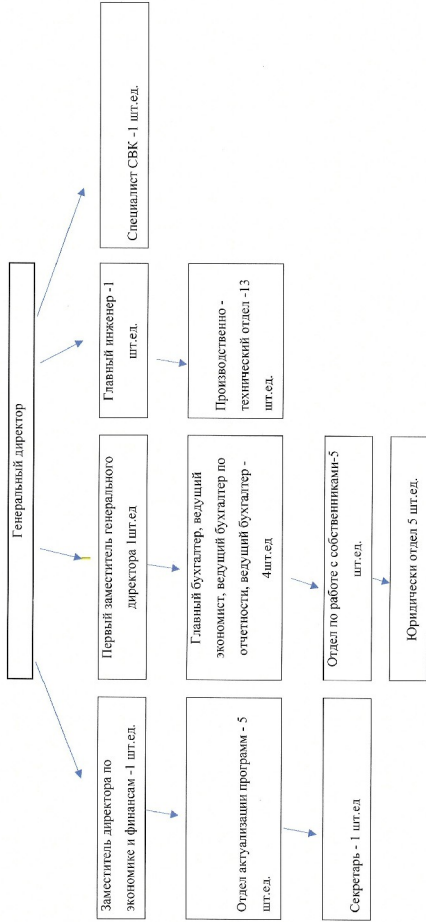 Генеральный директор
Заместитель директора по
экономике и финансам -1 шт.ед.
Первый заместитель генерального
директора 1шт.ед
Главный инженер -1
шт.ед.
Специалист СВК -1 шт.ед.
Отдел актуализации программ - 5
шт.ед.
Главный бухгалтер, ведущий
экономист, ведущий бухгалтер по
отчетности, ведущий бухгалтер -
4шт.ед
Производственно -
технический отдел -13
шт.ед.
Секретарь - 1 шт.ед
Отдел по работе с собственниками-5
шт.ед.
Юридически отдел 5 шт.ед.